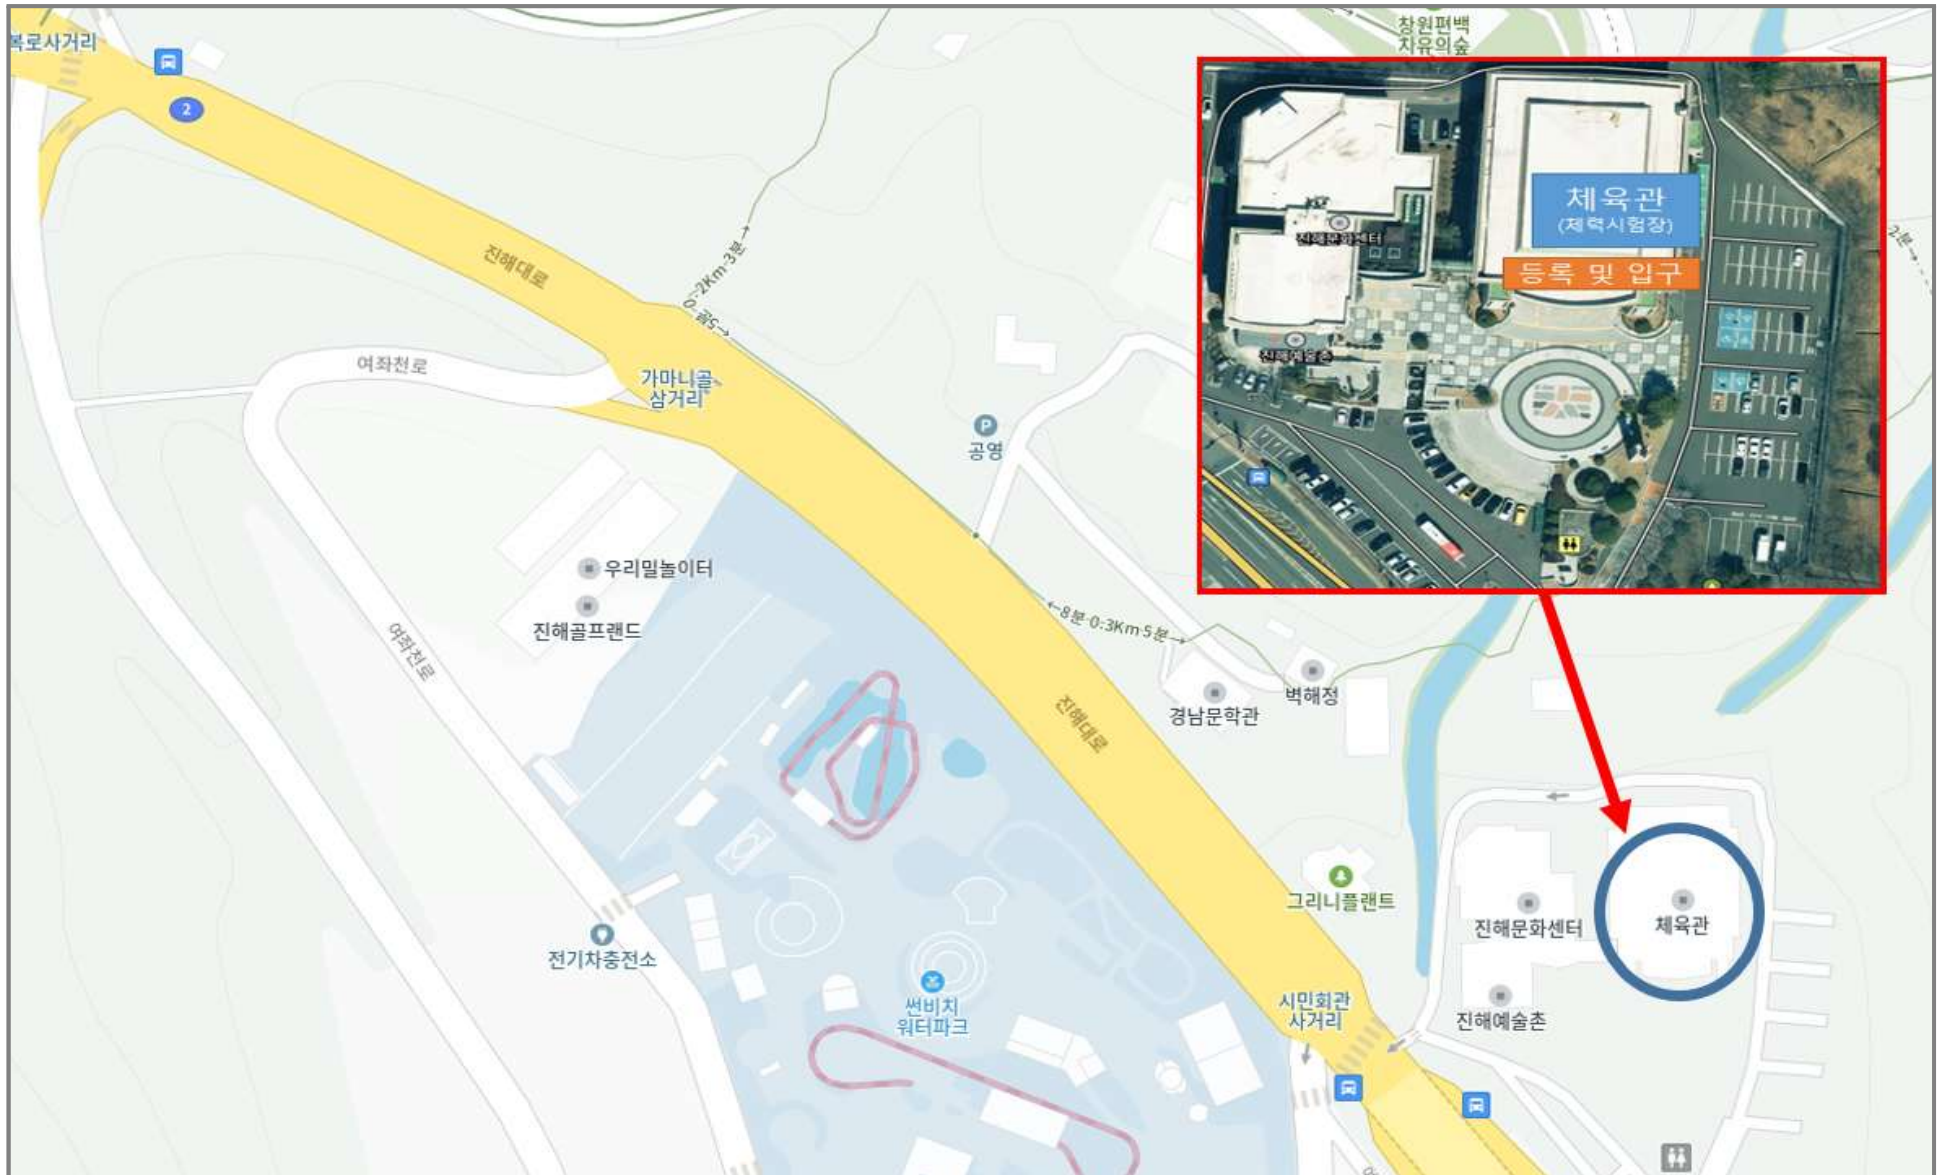 복로사거리
2
창원편백
치유의숲
체육관
(체력시험장)
진해문화센터
등록 및 입구
진해예술촌
2분→
진해대로
0.2Km·3분→
←5분
여좌천로
가마니골
삼거리
P
공영
우리밀놀이터
진해골프랜드
←8분·0.3Km·5분→
여좌천로
진해대로
벽해정
경남문학관
그리니플랜트
진해문화센터
체육관
전기차충전소
썬비치
워터파크
시민회관
사거리
진해예술촌